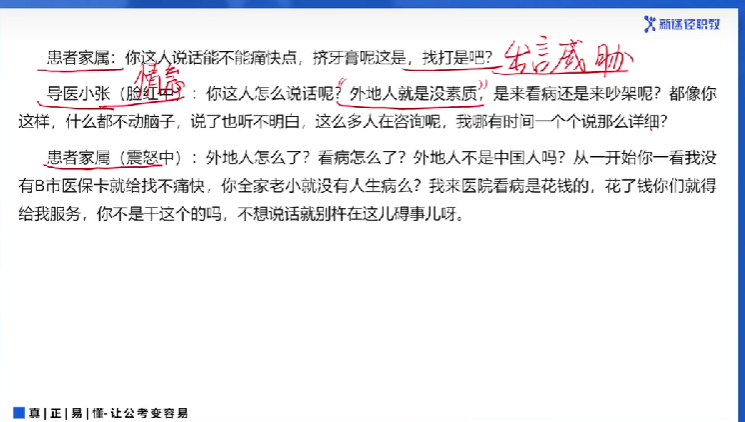 新途径职教
患者家属：你这人说话能不能痛快点，挤牙膏呢这是，找打是吧？出言威胁
情急
导医小张（脸红中）：你这人怎么说话呢？外地人就是没素质，是来看病还是来吵架呢？都像你
这样，什么都不动脑子，说了也听不明白，这么多人在咨询呢，我哪有时间一个个说那么详细。
患者家属（震怒中）：外地人怎么了？看病怎么了？外地人不是中国人吗？从一开始你一看我没
有B市医保卡就给找不痛快，你全家老小就没有人生病么？我来医院看病是花钱的，花了钱你们就得
给我服务，你不是干这个的吗，不想说话就别杵在这儿碍事儿呀。
真|正|易|懂-让公考变容易